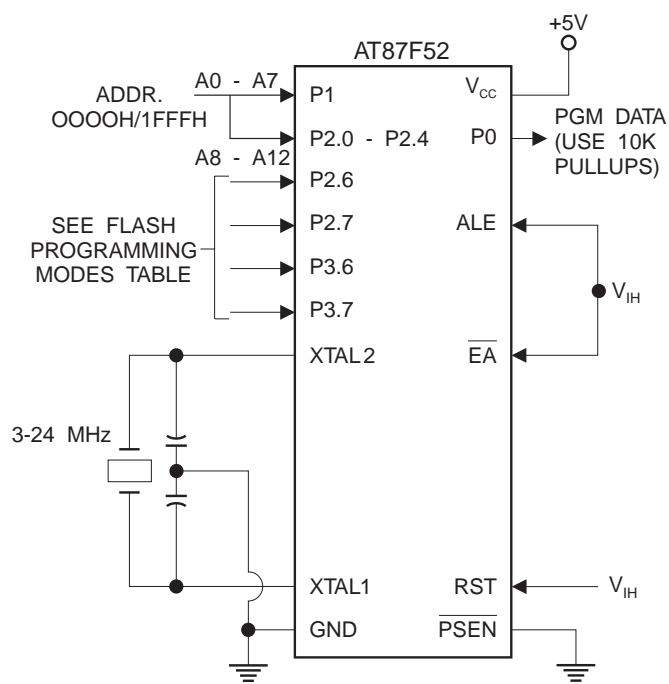 +5V
AT87F52
A0 - A7
ADDR.
OOOOH/1FFFH
P1
VCC
P2.0 - P2.4
P0
PGM DATA
(USE 10K
PULLUPS)
A8 - A12
P2.6
SEE FLASH
PROGRAMMING
MODES TABLE
P2.7
ALE
P3.6
VIH
P3.7
XTAL2
EA
3-24 MHz
XTAL1
RST
VIH
GND
PSEN